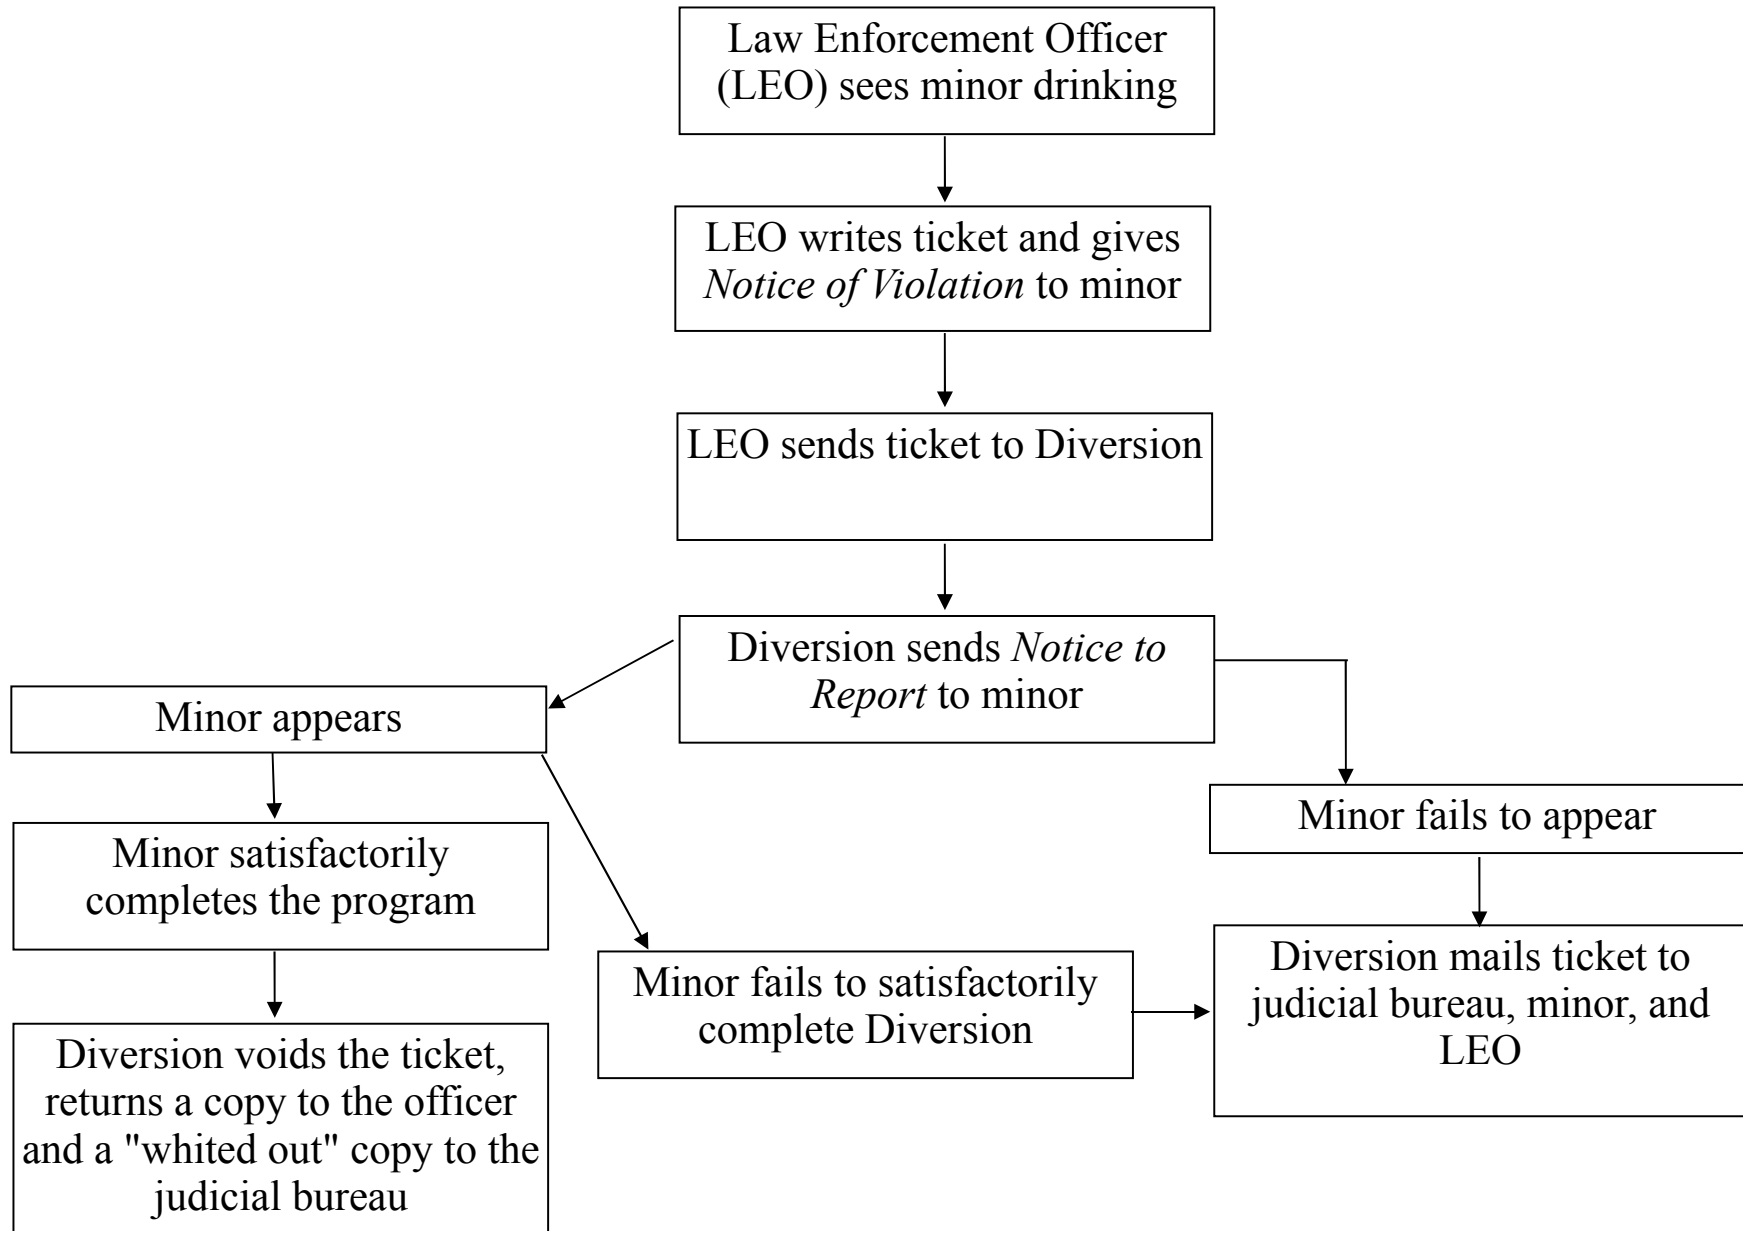 Law Enforcement Officer
(LEO) sees minor drinking
LEO writes ticket and gives
Notice of Violation to minor
LEO sends ticket to Diversion
Diversion sends Notice to
Report to minor
Minor appears
Minor fails to appear
Minor satisfactorily
completes the program
Minor fails to satisfactorily
complete Diversion
Diversion mails ticket to
judicial bureau, minor, and
LEO
Diversion voids the ticket,
returns a copy to the officer
and a "whited out" copy to the
judicial bureau